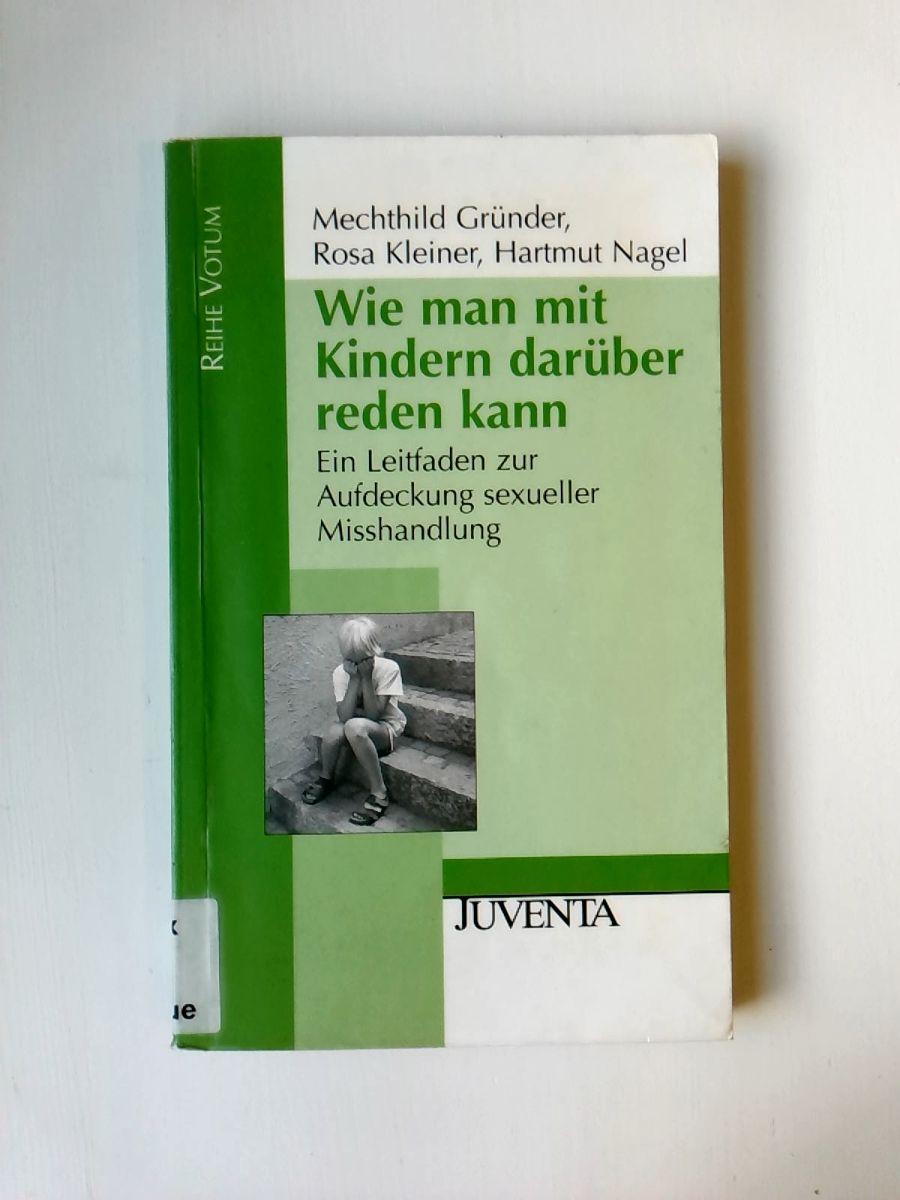 REIHE VOTUM
Mechthild Gründer,
Rosa Kleiner, Hartmut Nagel
Wie man mit
Kindern darüber
reden kann
Ein Leitfaden zur
Aufdeckung sexueller
Misshandlung
JUVENTA